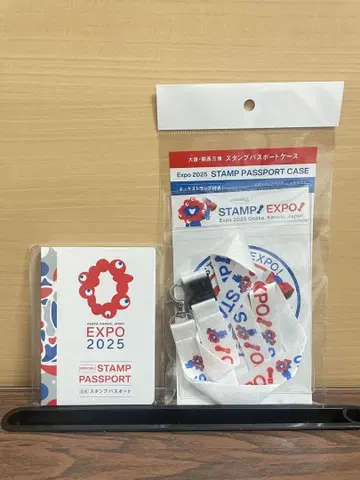 OSAKA, KANSAI, JAPAN
EXPO
2025
OFFICIAL STAMP
PASSPORT
公式 スタンプパスポート
大阪・関西万博 スタンプパスポートケース
Expo 2025 STAMP PASSPORT CASE
ネックストラップ付き
STAMP! EXPO!
Expo 2025 Osaka, Kansai, Japan.
EXPO!